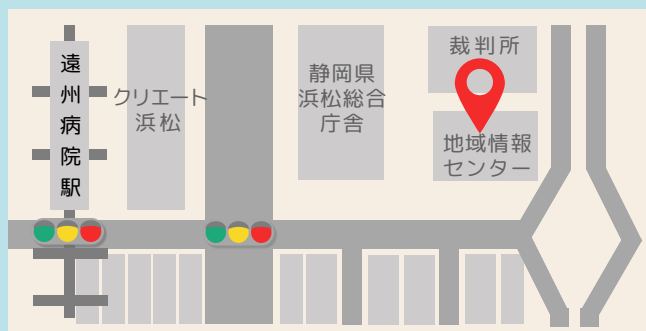 遠州病院駅
クリエート
浜松
静岡県
浜松総合
庁舎
裁判所
地域情報
センター